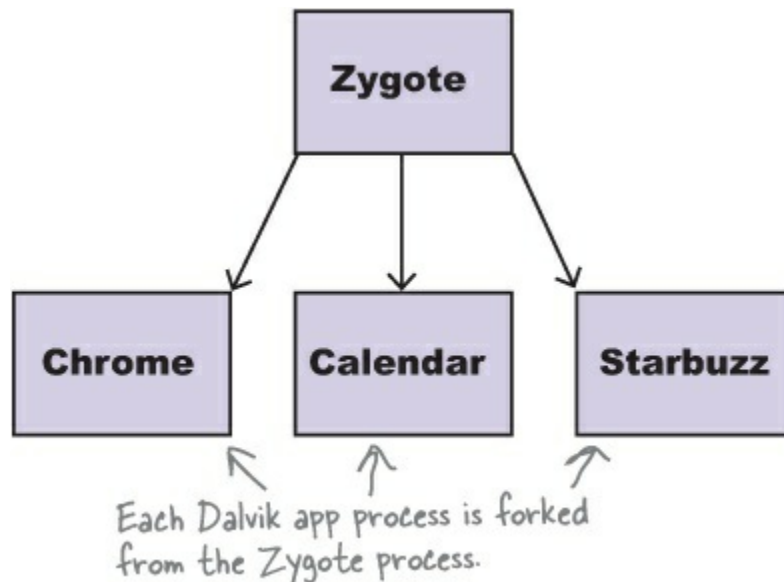 Zygote
Chrome
Calendar
Starbuzz
Each Dalvik app process is forked
from the Zygote process.